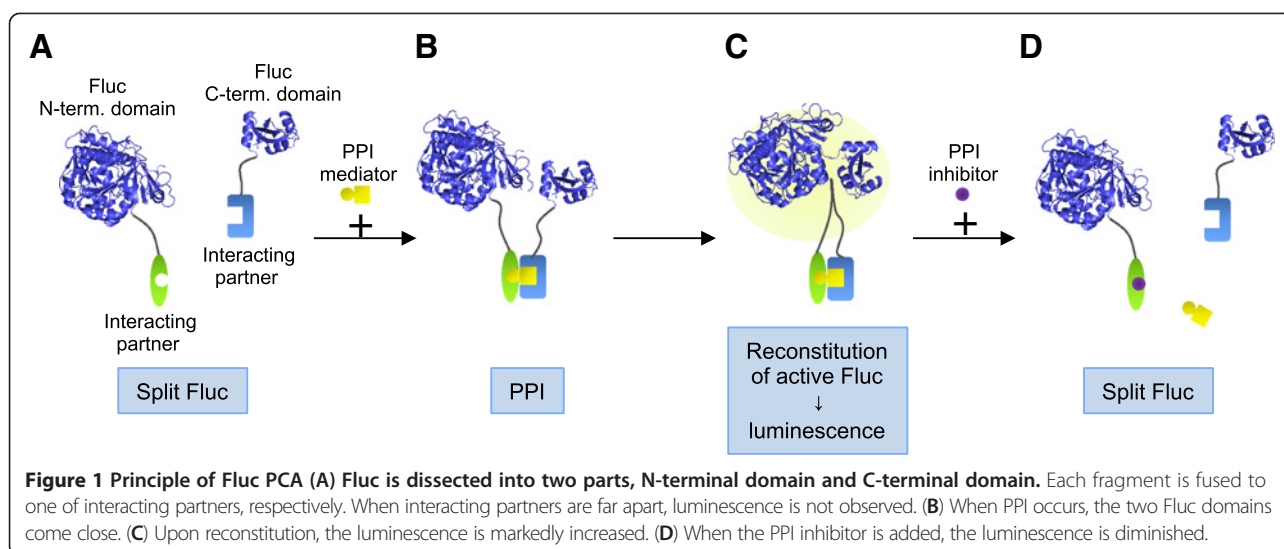 A
B
C
D
Fluc
N-term. domain
Fluc
C-term. domain
PPI
mediator
+
Interacting
partner
Interacting
partner
PPI
inhibitor
+
Split Fluc
PPI
Reconstitution
of active Fluc
↓
luminescence
Split Fluc
Figure 1 Principle of Fluc PCA (A) Fluc is dissected into two parts, N-terminal domain and C-terminal domain. Each fragment is fused to
one of interacting partners, respectively. When interacting partners are far apart, luminescence is not observed. (B) When PPI occurs, the two Fluc domains
come close. (C) Upon reconstitution, the luminescence is markedly increased. (D) When the PPI inhibitor is added, the luminescence is diminished.